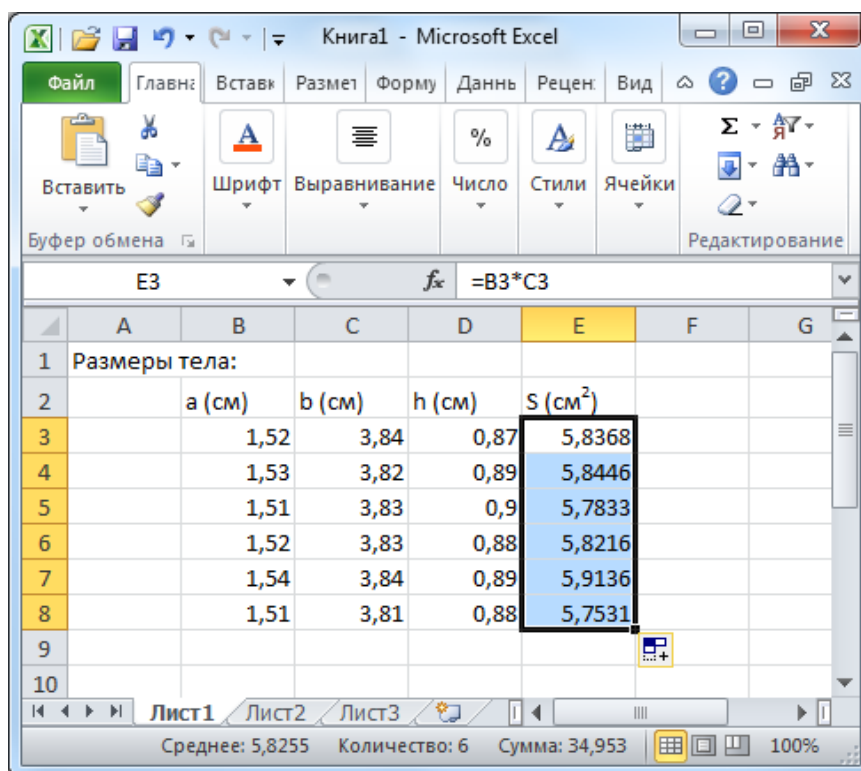 Книга1 - Microsoft Excel
Файл Главна Вставк Размет Форму Даннь Рецен: Вид
Вставить Шрифт Выравнивание Число Стили Ячейки
Буфер обмена Редактировани
E3 fx =B3*C3
A B C D E F G
1 Размеры тела:
2 a (см) b (см) h (см) S (см²)
3 1,52 3,84 0,87 5,8368
4 1,53 3,82 0,89 5,8446
5 1,51 3,83 0,9 5,7833
6 1,52 3,83 0,88 5,8216
7 1,54 3,84 0,89 5,9136
8 1,51 3,81 0,88 5,7531
9
10
Лист1 Лист2 Лист3
Среднее: 5,8255 Количество: 6 Сумма: 34,953 100%